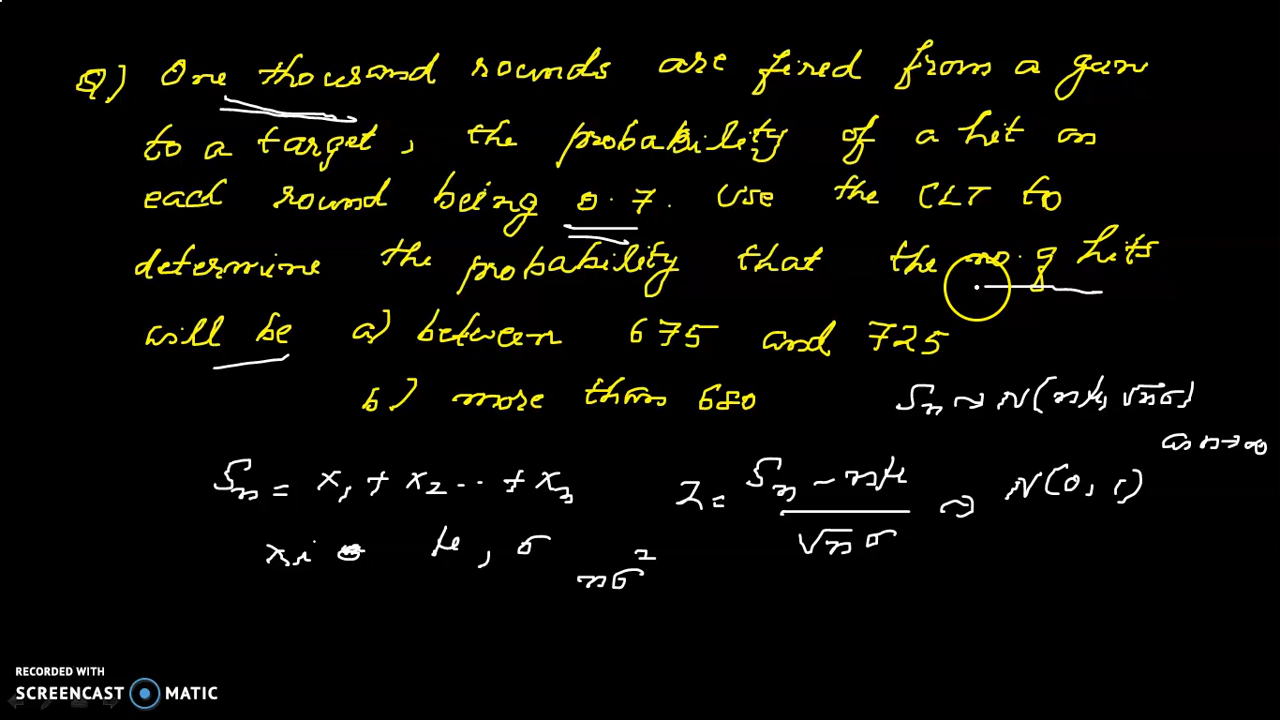 Q) One thousand rounds are fired from a gun
to a target, the probability of a hit on
each round being 0.7. Use the CLT to
determine the probability that the no. of hits
will be a) between 675 and 725
b) more than 680
Sn ~ N(nμ, √n σ)
as n→∞
Sn = X1 + X2 .. + Xn
Z = Sn - nμ / √n σ ~ N(0, 1)
Xi μ, σ
nσ²
RECORDED WITH
SCREENCAST MATIC